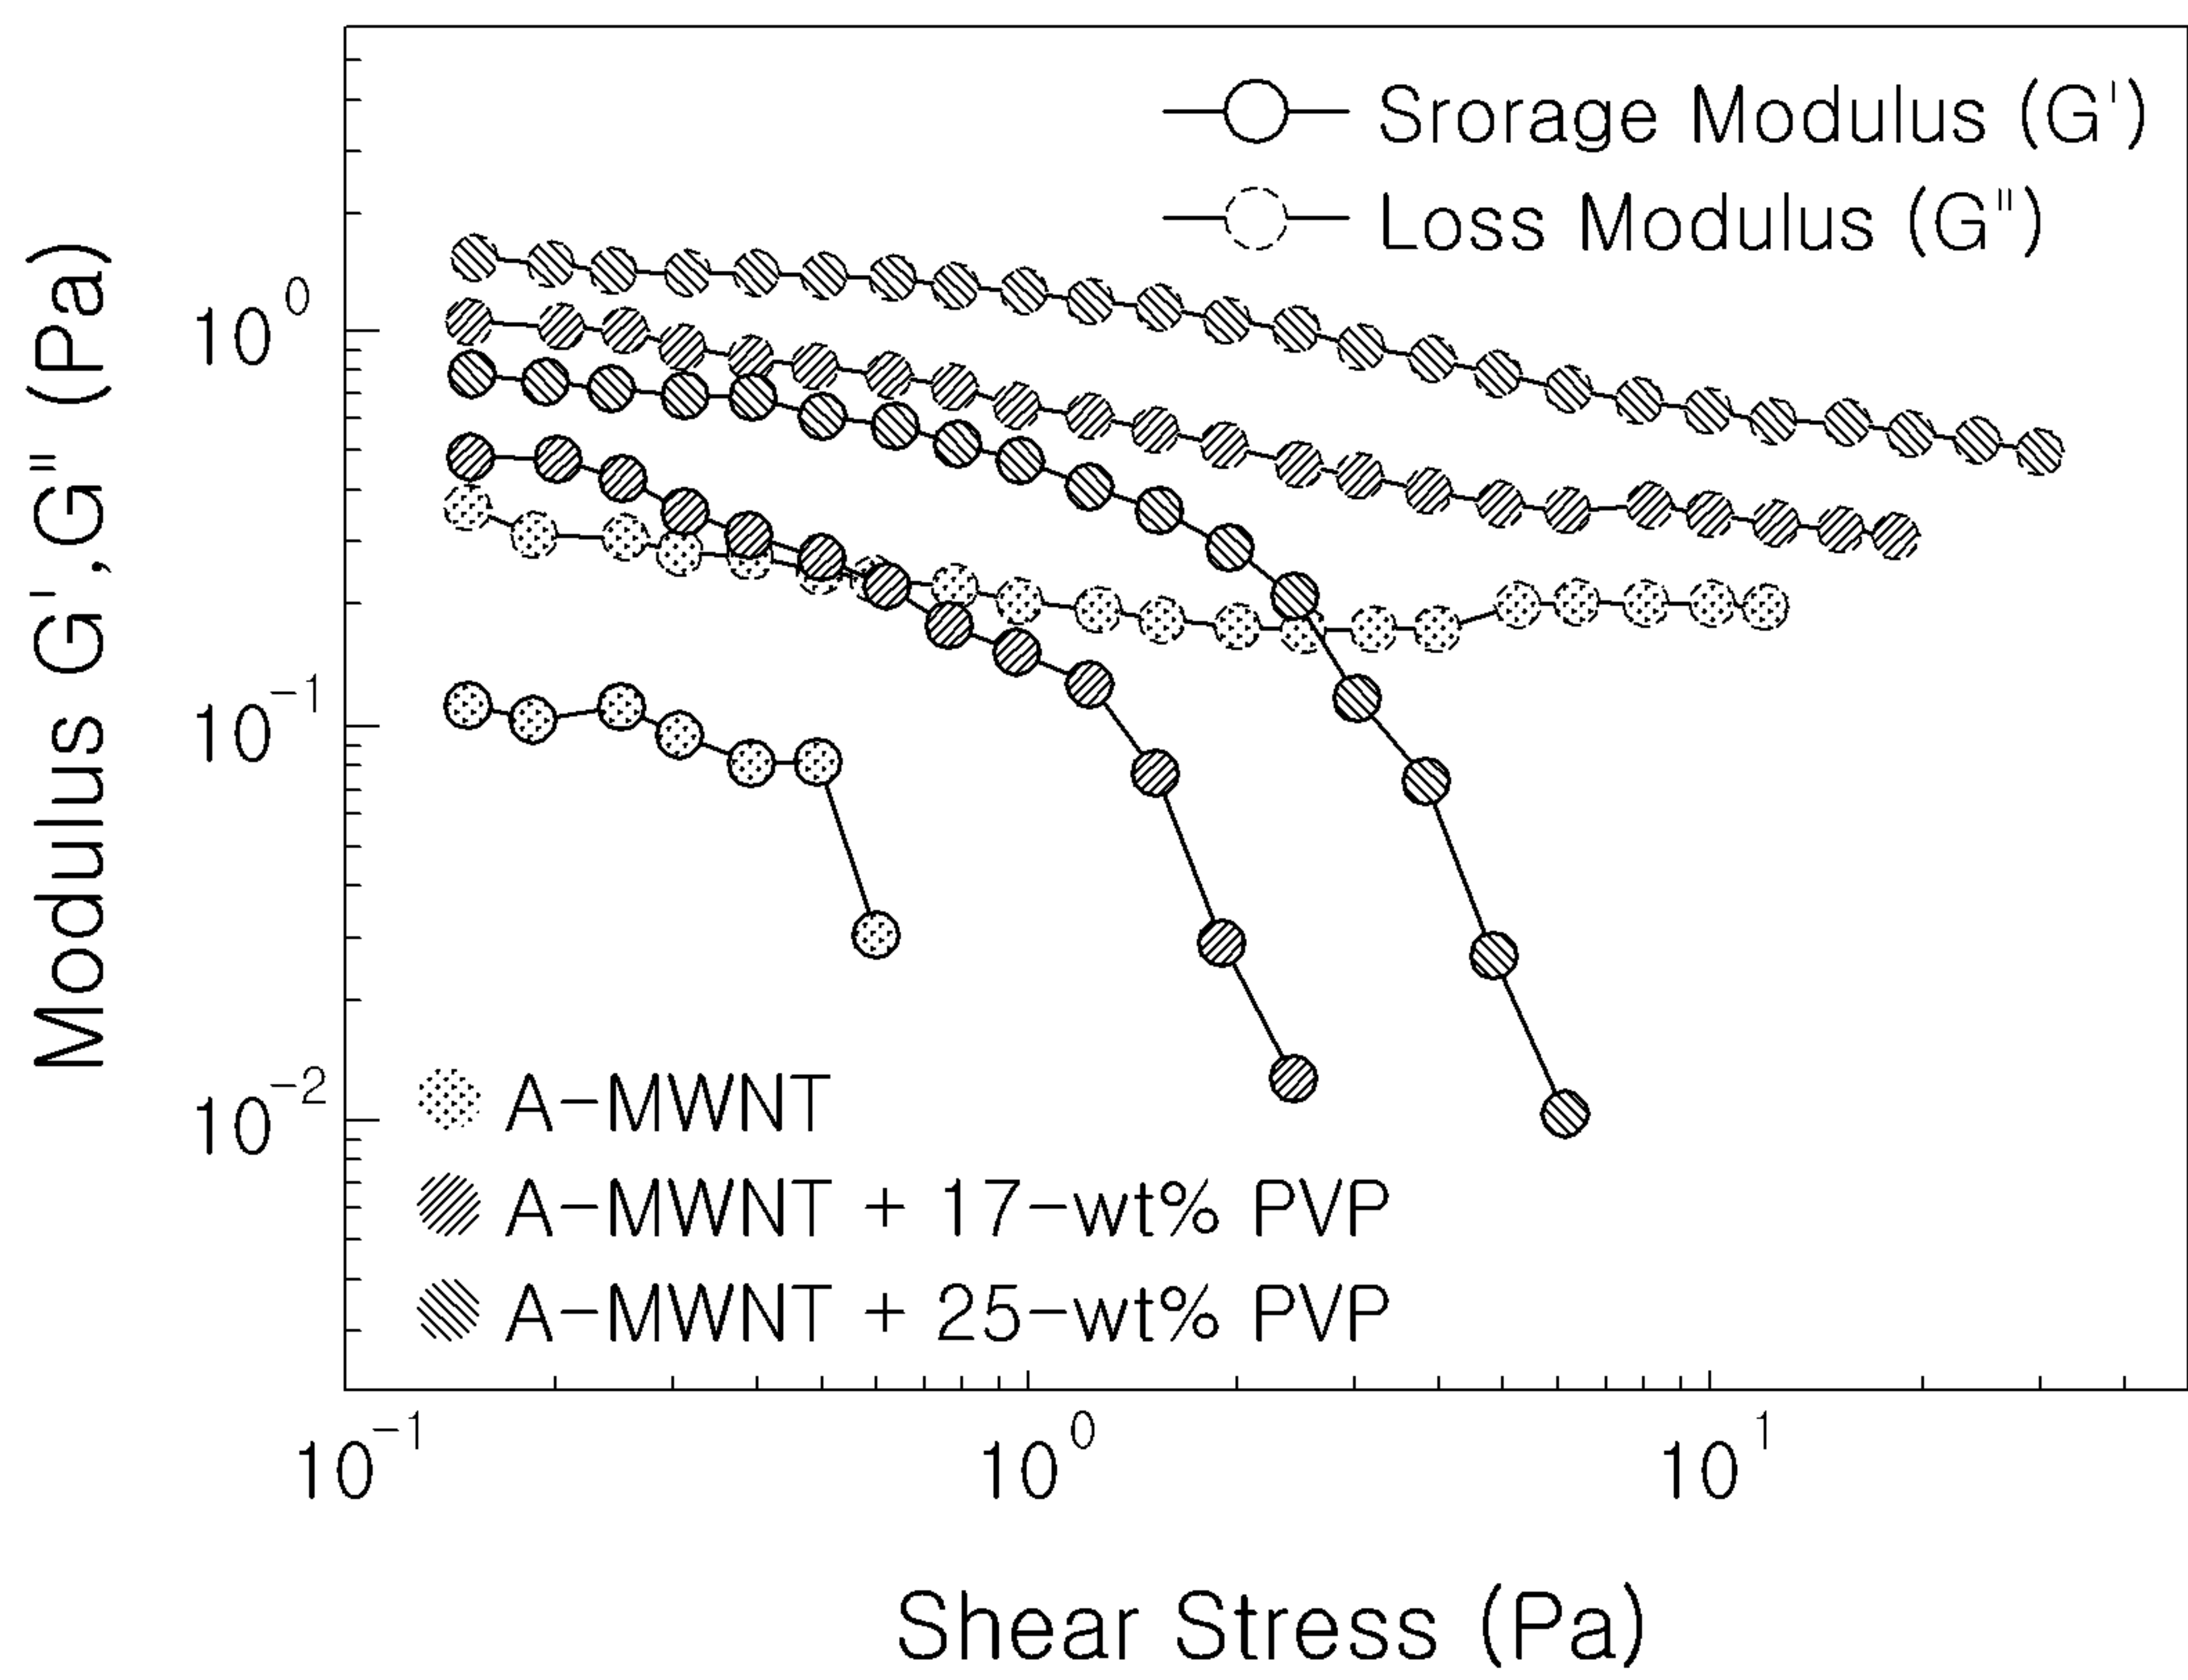 Srorage Modulus (G')
Loss Modulus (G")
Modulus G',G" (Pa)
10^0
10^-1
10^-2
A-MWNT
A-MWNT + 17-wt% PVP
A-MWNT + 25-wt% PVP
10^-1 10^0 10^1
Shear Stress (Pa)